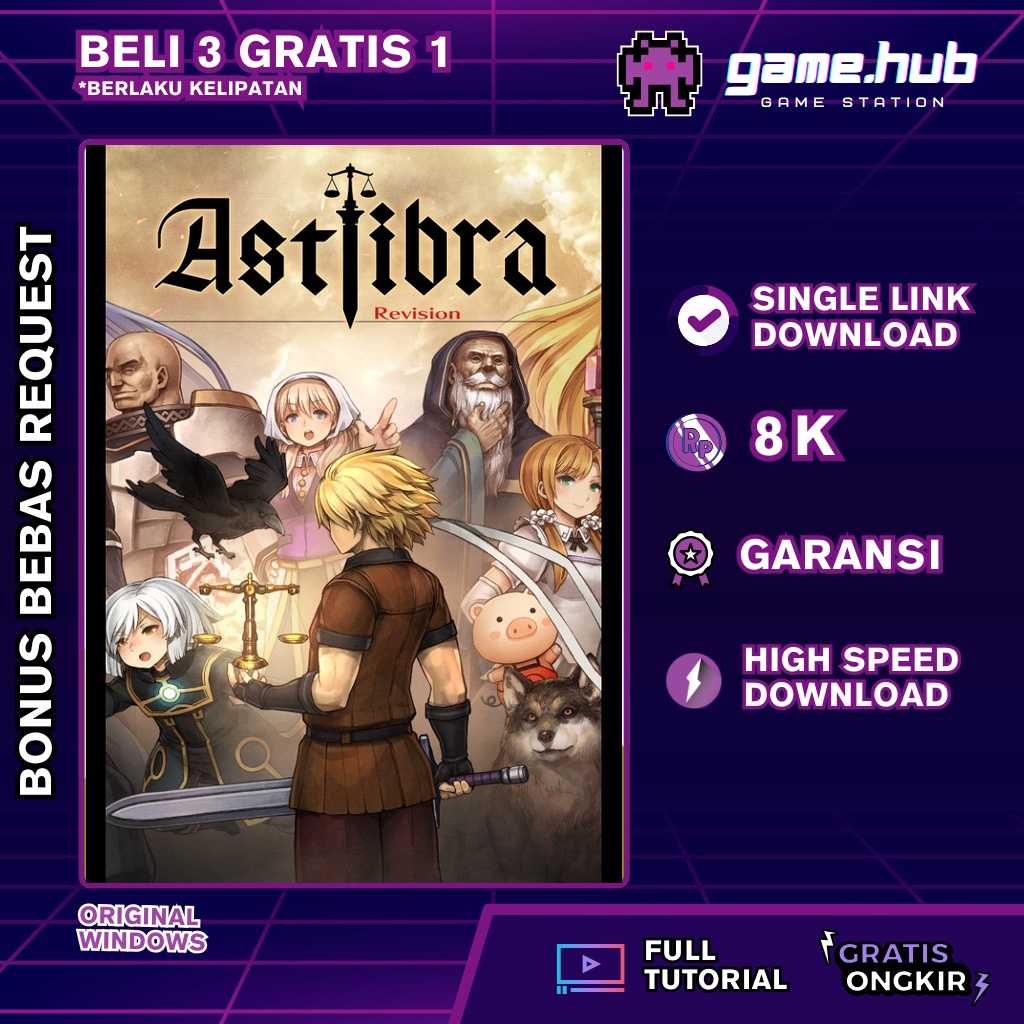 BELI 3 GRATIS 1
*BERLAKU KELIPATAN
game.hub
GAME STATION
BONUS BEBAS REQUEST
Astlibra
Revision
SINGLE LINK
DOWNLOAD
Rp
8K
GARANSI
HIGH SPEED
DOWNLOAD
ORIGINAL
WINDOWS
FULL
TUTORIAL
GRATIS
ONGKIR